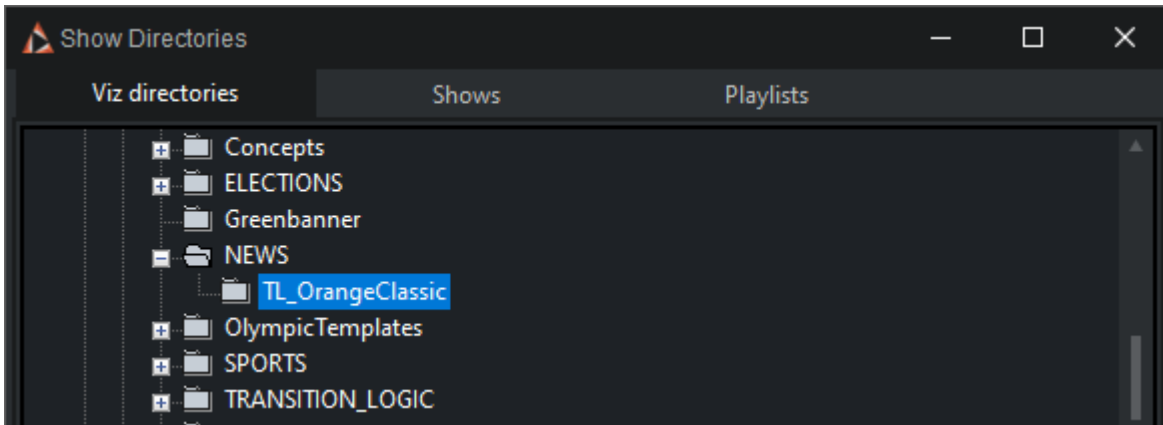 Show Directories
Viz directories Shows Playlists
Concepts
ELECTIONS
Greenbanner
NEWS
TL_OrangeClassic
OlympicTemplates
SPORTS
TRANSITION_LOGIC